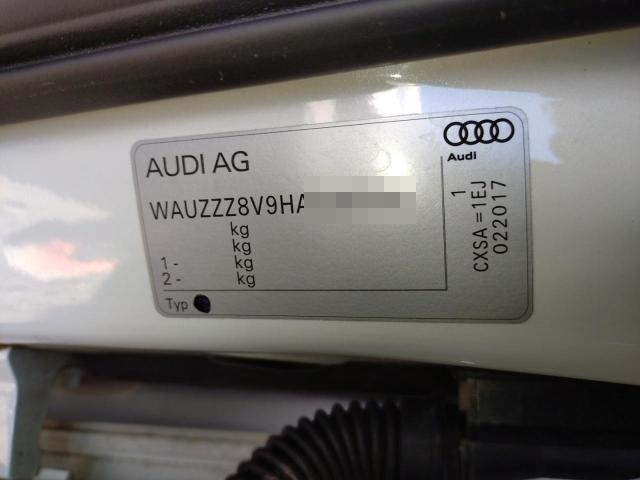 AUDI AG
Audi
WAUZZZ8V9HA
kg
kg
1 - kg
2 - kg
Typ
1
CXSA =1EJ
022017